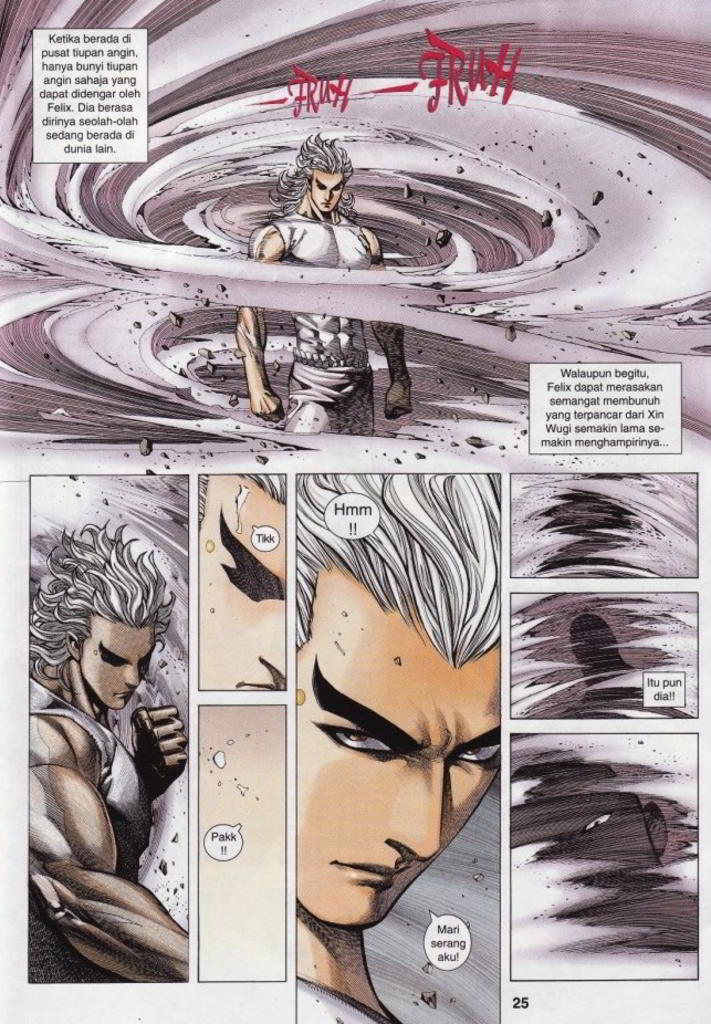 Ketika berada di
pusat tiupan angin,
hanya bunyi tiupan
angin sahaja yang
dapat didengar oleh
Felix. Dia berasa
dirinya seolah-olah
sedang berada di
dunia lain.
FRUH
FRUH
Walaupun begitu,
Felix dapat merasakan
semangat membunuh
yang terpancar dari Xin
Wugi semakin lama se-
makin menghampirinya...
Tikk
Pakk
!!
Hmm
!!
Mari
serang
aku!
Itu pun
dia!!
25